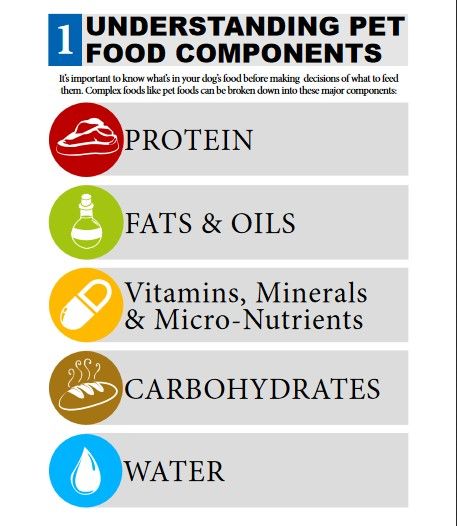 1 UNDERSTANDING PET
FOOD COMPONENTS
It's important to know what's in your dog's food before making decisions of what to feed
them. Complex foods like pet foods can be broken down into these major components:
PROTEIN
FATS & OILS
Vitamins, Minerals
& Micro-Nutrients
CARBOHYDRATES
WATER